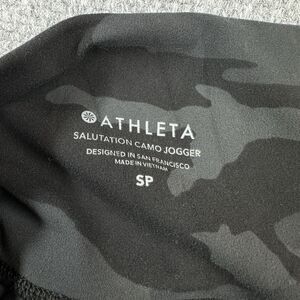 ATHLETA
SALUTATION CAMO JOGGER
DESIGNED IN SAN FRANCISCO
MADE IN VIETNAM
SP